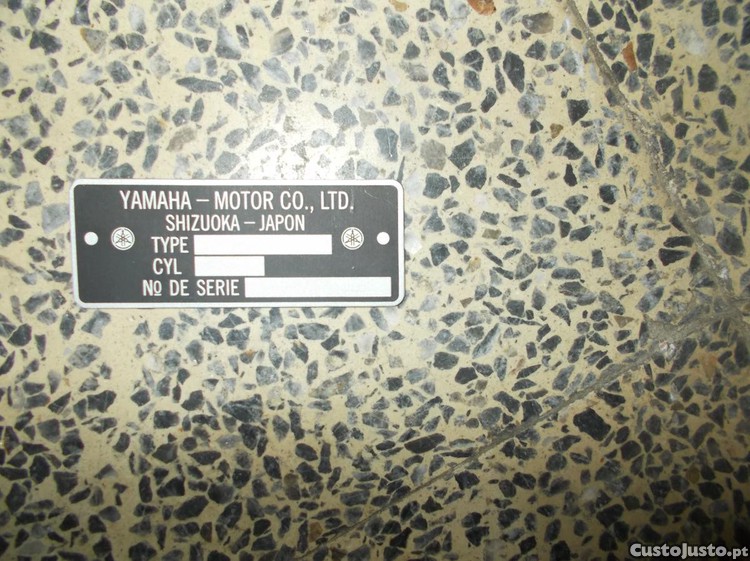 YAMAHA – MOTOR CO., LTD.
SHIZUOKA – JAPON
TYPE
CYL
Nº DE SERIE
CustoJusto.pt